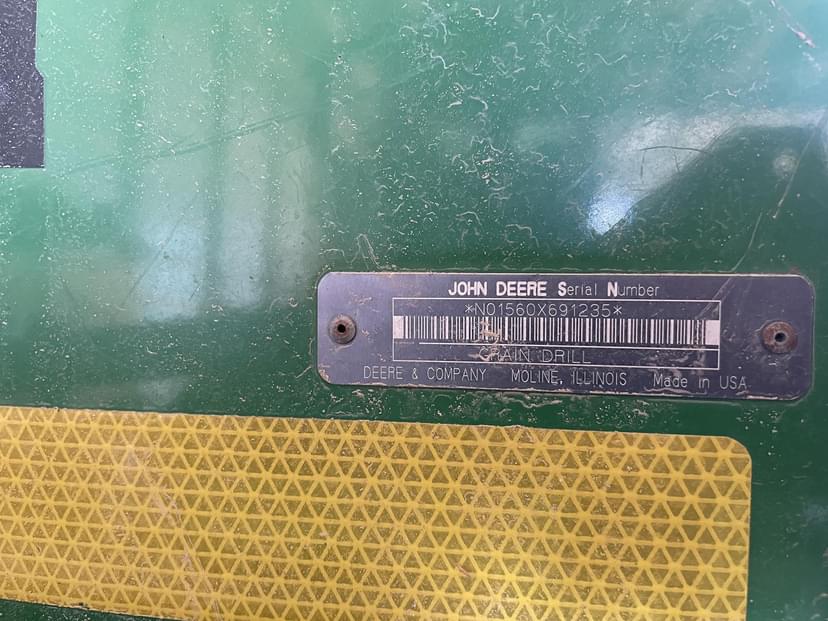 JOHN DEERE Serial Number
*N01560X691235*
GRAIN DRILL
DEERE & COMPANY MOLINE, ILLINOIS Made in USA